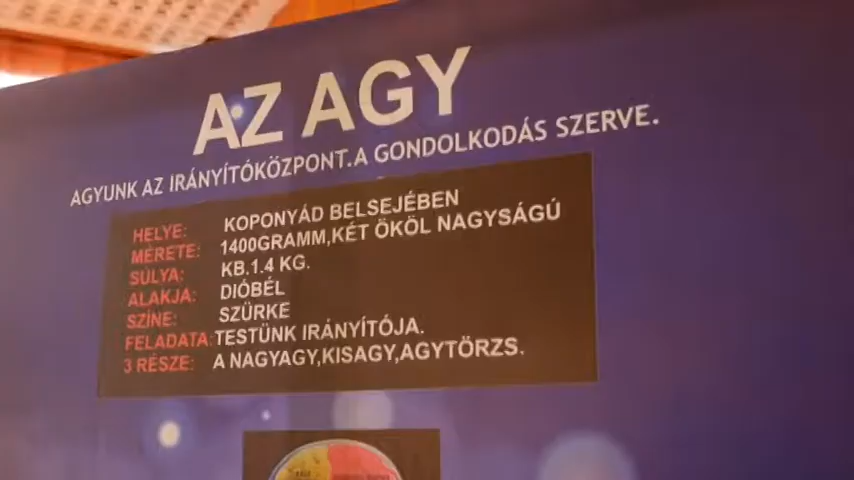 AZ AGY
AGYUNK AZ IRÁNYÍTÓKÖZPONT.A GONDOLKODÁS SZERVE.
HELYE: KOPONYÁD BELSEJÉBEN
MÉRETE: 1400GRAMM,KÉT ÖKÖL NAGYSÁGÚ
SÚLYA: KB.1.4 KG.
ALAKJA: DIÓBÉL
SZÍNE: SZÜRKE
FELADATA: TESTÜNK IRÁNYÍTÓJA.
3 RÉSZE: A NAGYAGY,KISAGY,AGYTÖRZS.